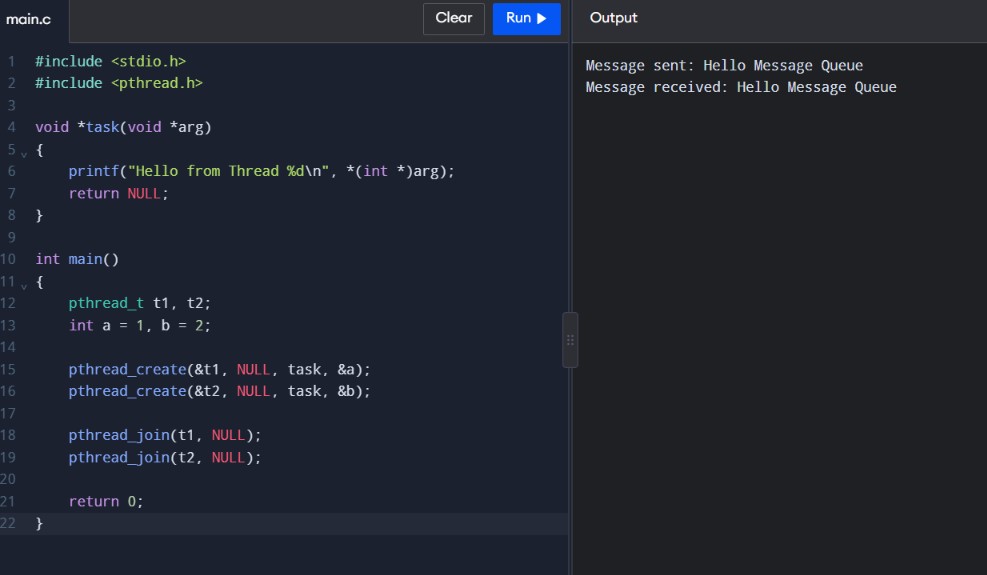 main.c
Clear
Run
Output
1 #include <stdio.h>
2 #include <pthread.h>
3
4 void *task(void *arg)
5 {
6     printf("Hello from Thread %d\n", *(int *)arg);
7     return NULL;
8 }
9
10 int main()
11 {
12     pthread_t t1, t2;
13     int a = 1, b = 2;
14
15     pthread_create(&t1, NULL, task, &a);
16     pthread_create(&t2, NULL, task, &b);
17
18     pthread_join(t1, NULL);
19     pthread_join(t2, NULL);
20
21     return 0;
22 }
Message sent: Hello Message Queue
Message received: Hello Message Queue